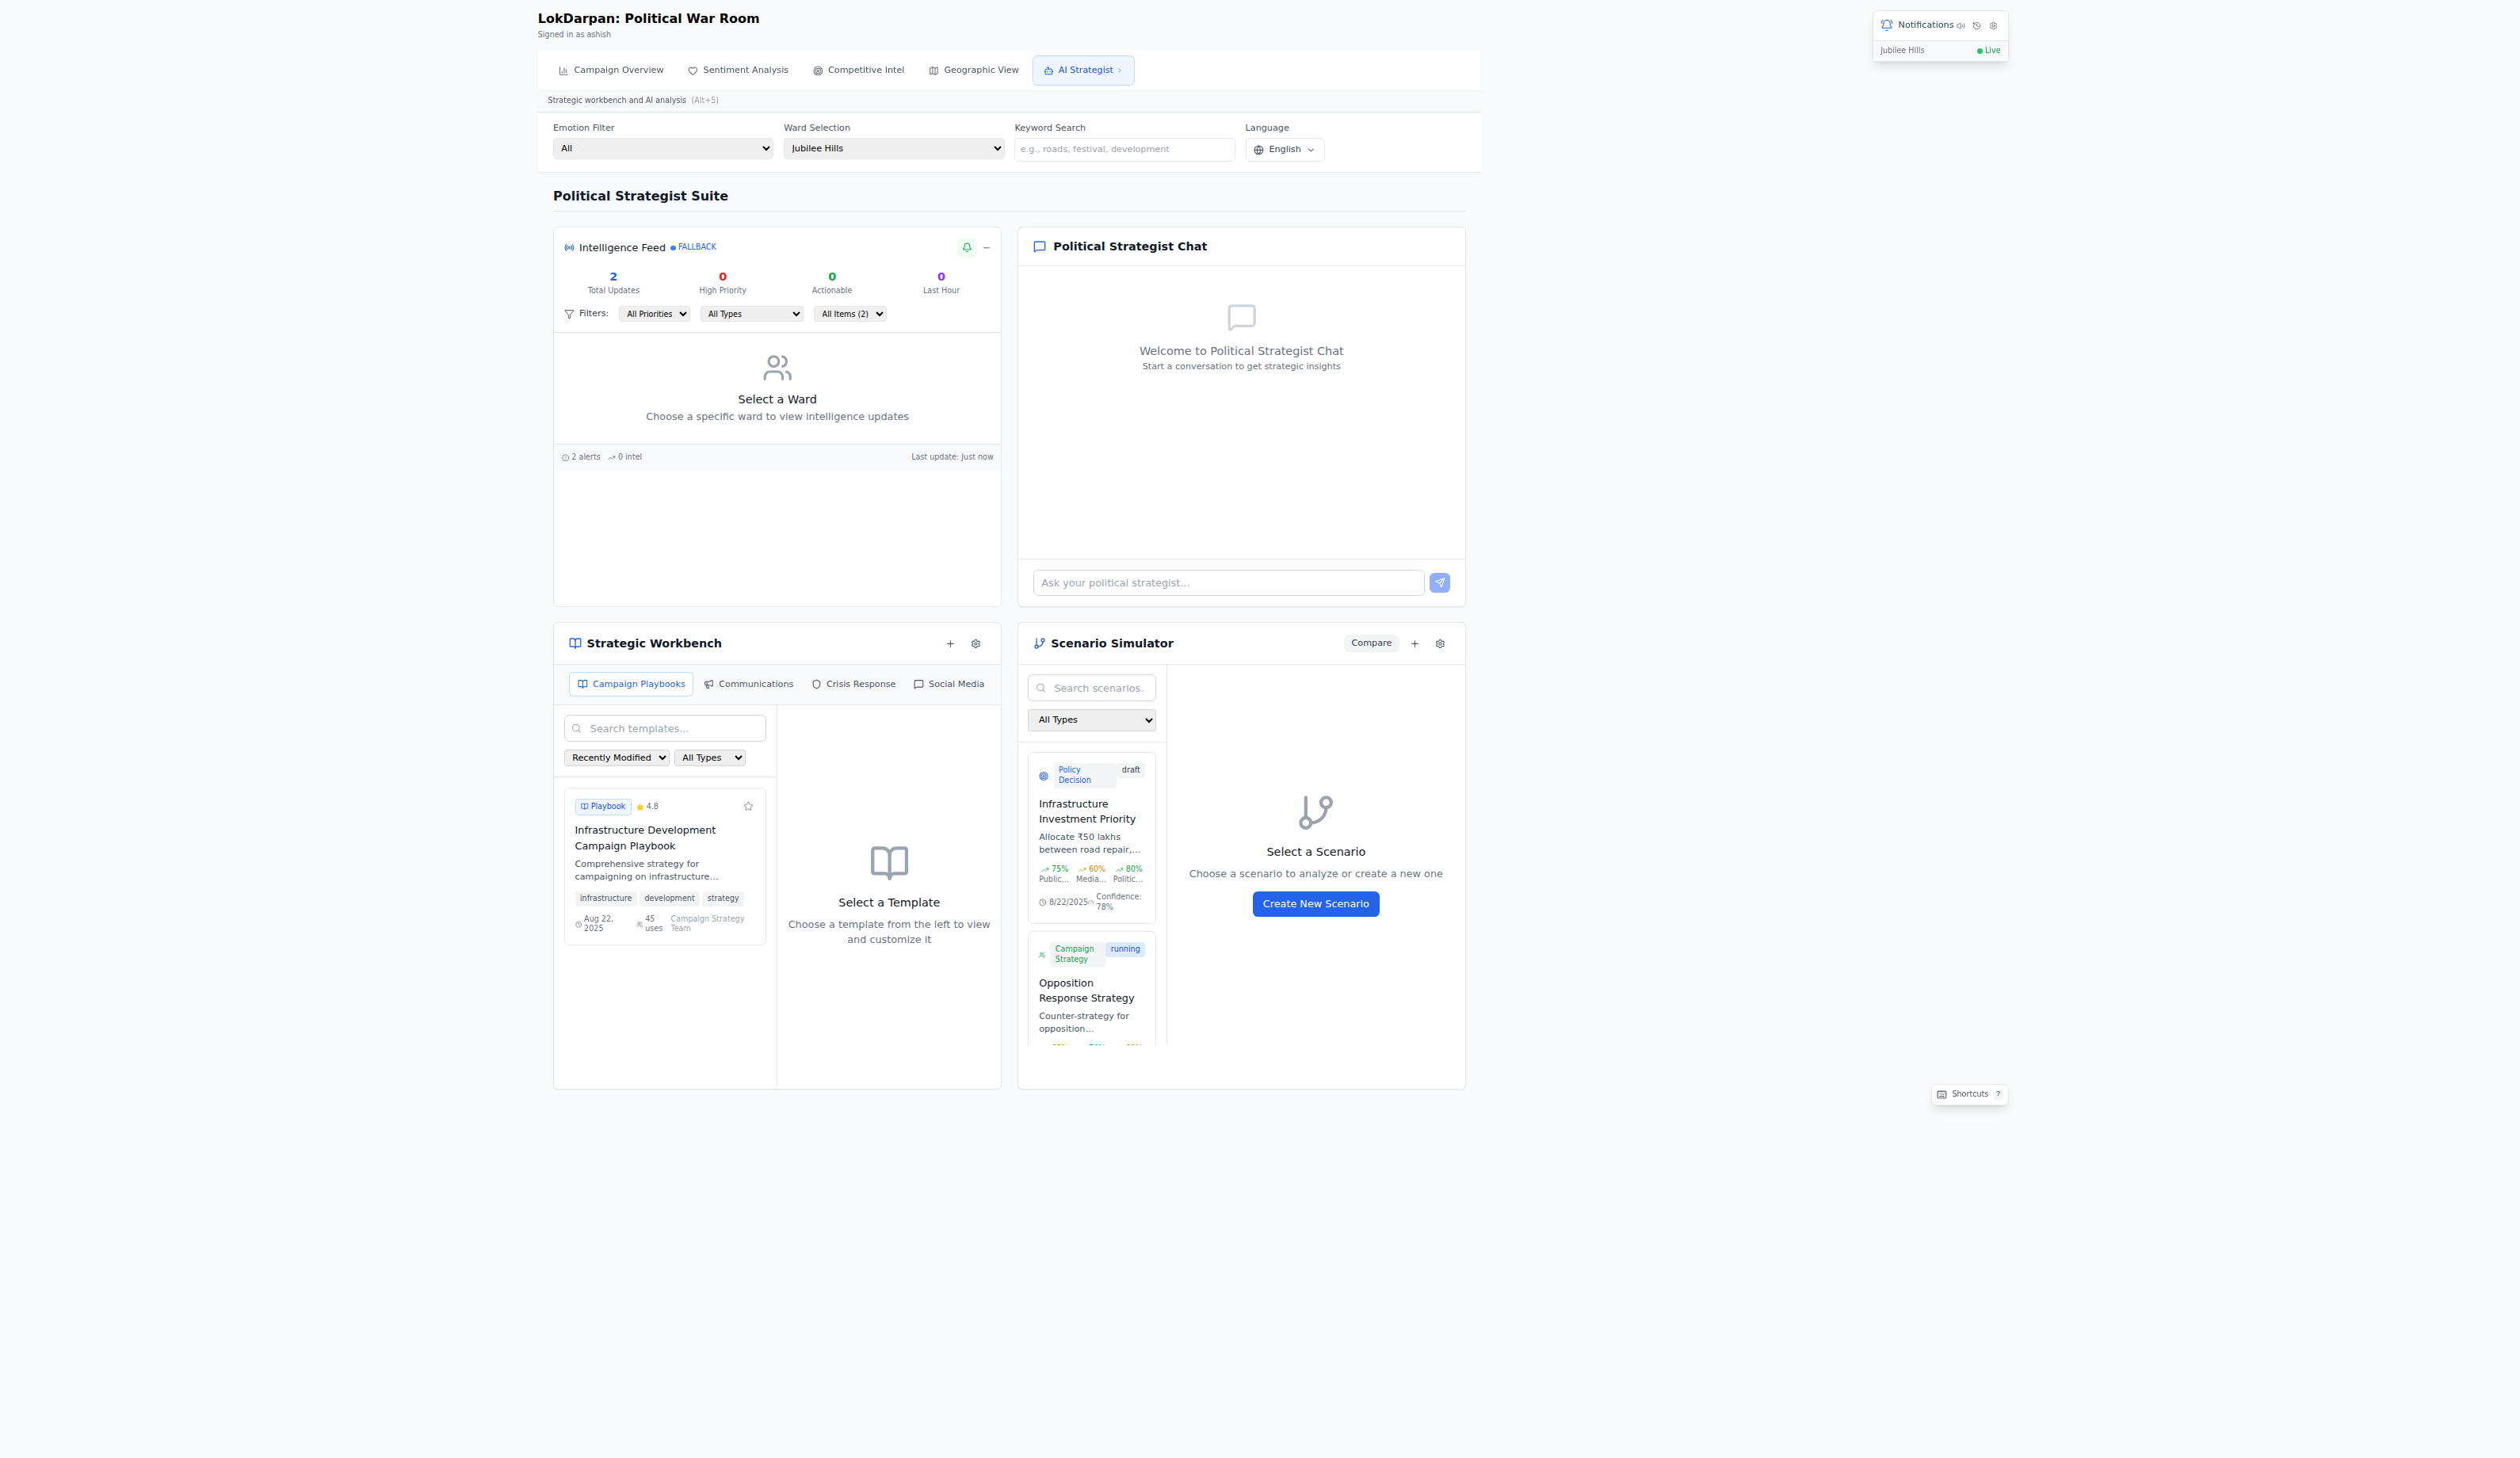 LokDarpan: Political War Room
Signed in as ashish
Notifications
Jubilee Hills
Live
Campaign Overview
Sentiment Analysis
Competitive Intel
Geographic View
AI Strategist
Strategic workbench and AI analysis (Alt+5)
Emotion Filter
All
Ward Selection
Jubilee Hills
Keyword Search
e.g., roads, festival, development
Language
English
Political Strategist Suite
Intelligence Feed
FALLBACK
2
Total Updates
0
High Priority
0
Actionable
0
Last Hour
Filters:
All Priorities
All Types
All Items (2)
Select a Ward
Choose a specific ward to view intelligence updates
2 alerts
0 intel
Last update: Just now
Political Strategist Chat
Welcome to Political Strategist Chat
Start a conversation to get strategic insights
Ask your political strategist...
Strategic Workbench
Campaign Playbooks
Communications
Crisis Response
Social Media
Search templates...
Recently Modified
All Types
Playbook
4.8
Infrastructure Development
Campaign Playbook
Comprehensive strategy for
campaigning on infrastructure...
infrastructure
development
strategy
Aug 22,
2025
45
uses
Campaign Strategy
Team
Select a Template
Choose a template from the left to view
and customize it
Scenario Simulator
Compare
Search scenarios..
All Types
Policy
Decision
draft
Infrastructure
Investment Priority
Allocate ₹50 lakhs
between road repair,...
75%
Public...
60%
Media...
80%
Politic...
8/22/2025
Confidence:
78%
Campaign
Strategy
running
Opposition
Response Strategy
Counter-strategy for
opposition...
Select a Scenario
Choose a scenario to analyze or create a new one
Create New Scenario
Shortcuts ?